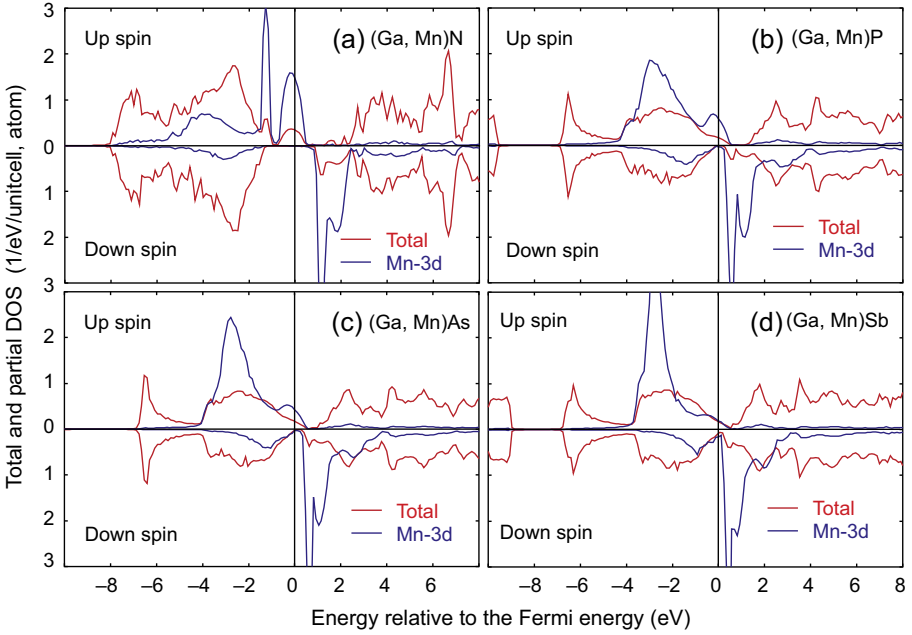 Total and partial DOS (1/eV/unitcell, atom)
3
2
1
0
1
2
3
Up spin
(a) (Ga, Mn)N
Down spin
Total
Mn-3d
Up spin
(b) (Ga, Mn)P
Down spin
Total
Mn-3d
2
1
0
1
2
3
Up spin
(c) (Ga, Mn)As
Down spin
Total
Mn-3d
Up spin
(d) (Ga, Mn)Sb
Down spin
Total
Mn-3d
–8 –6 –4 –2 0 2 4 6
–8 –6 –4 –2 0 2 4 6 8
Energy relative to the Fermi energy (eV)